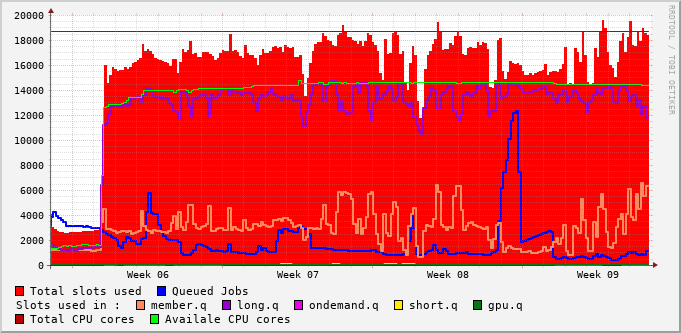 20000
18000
16000
14000
12000
10000
8000
6000
4000
2000
0
Week 06 Week 07 Week 08 Week 09
RRDTOOL / TOBI OETIKER
Total slots used Queued Jobs
Slots used in : member.q long.q ondemand.q short.q gpu.q
Total CPU cores Availale CPU cores